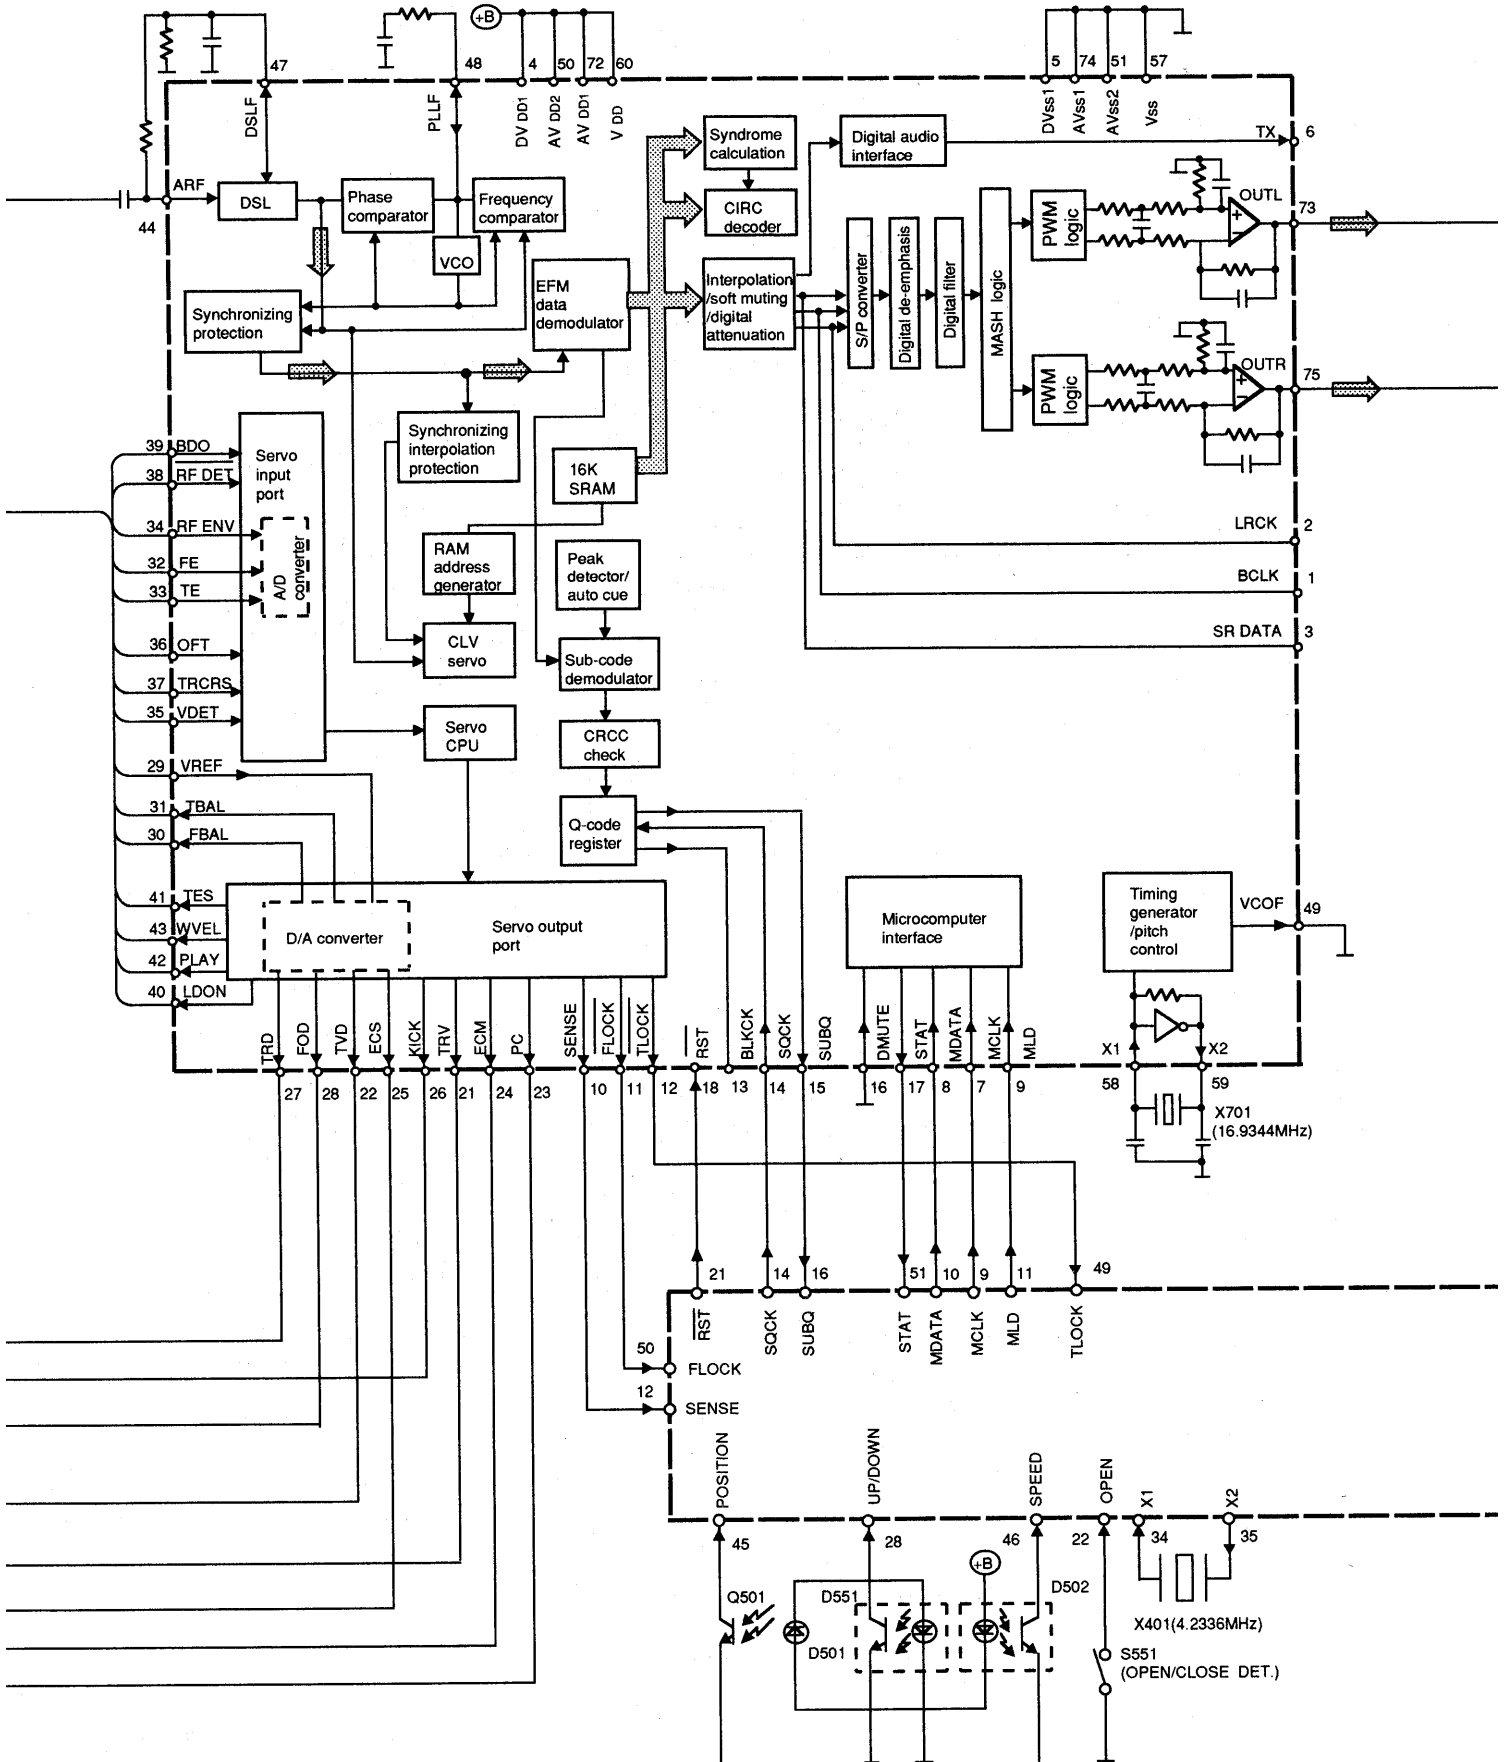 +B
47
48
4
50
72
60
5
74
51
57
DSLF
PLLF
DV DD1
AV DD2
AV DD1
V DD
DVss1
AVss1
AVss2
Vss
TX
6
ARF
44
DSL
Phase
comparator
Frequency
comparator
VCO
Syndrome
calculation
CIRC
decoder
Digital audio
interface
Synchronizing
protection
EFM
data
demodulator
Interpolation
/soft muting
/digital
attenuation
S/P converter
Digital de-emphasis
Digital filter
MASH logic
PWM
logic
OUTL
73
+
−
PWM
logic
OUTR
75
+
−
Synchronizing
interpolation
protection
16K
SRAM
39
BDO
38
RF DET
34
RF ENV
32
FE
33
TE
36
OFT
37
TRCRS
35
VDET
29
VREF
31
TBAL
30
FBAL
41
TES
43
WVEL
42
PLAY
40
LDON
Servo
input
port
A/D
converter
RAM
address
generator
Peak
detector/
auto cue
CLV
servo
Sub-code
demodulator
Servo
CPU
CRCC
check
Q-code
register
LRCK
2
BCLK
1
SR DATA
3
D/A converter
Servo output
port
Microcomputer
interface
Timing
generator
/pitch
control
VCOF
49
TRD
FOD
TVD
ECS
KICK
TRV
ECM
PC
SENSE
FLOCK
TLOCK
RST
BLKCK
SQCK
SUBQ
DMUTE
STAT
MDATA
MCLK
MLD
X1
X2
27
28
22
25
26
21
24
23
10
11
12
18
13
14
15
16
17
8
7
9
58
59
X701
(16.9344MHz)
21
14
16
51
10
9
11
49
RST
SQCK
SUBQ
STAT
MDATA
MCLK
MLD
TLOCK
50
FLOCK
12
SENSE
POSITION
UP/DOWN
SPEED
OPEN
X1
X2
45
28
46
22
34
35
+B
Q501
D551
D502
D501
X401(4.2336MHz)
S551
(OPEN/CLOSE DET.)